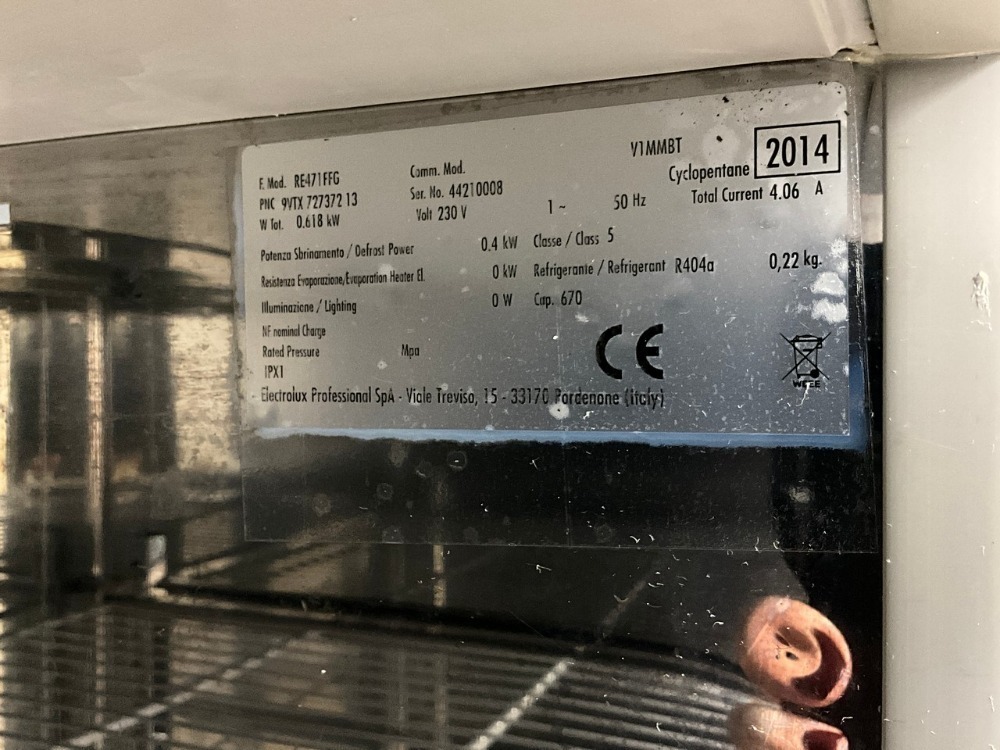 V1MMBT
2014
Cyclopentane
F. Mod. RE471FFG Comm. Mod.
PNC 9VTX 727372 13 Ser. No. 44210008
W Tot. 0.618 kW Volt 230 V 1 ~ 50 Hz Total Current 4.06 A
Potenza Sbrinamento / Defrost Power 0.4 kW Classe / Class 5
Resistenza Evaporazione/Evaporation Heater El. 0 kW Refrigerante / Refrigerant R404a 0,22 kg.
Illuminazione / Lighting 0 W Cap. 670
NF nominal Charge
Rated Pressure Mpa
IPX1
CE
WEEE
Electrolux Professional SpA - Viale Treviso, 15 - 33170 Pordenone (Italy)